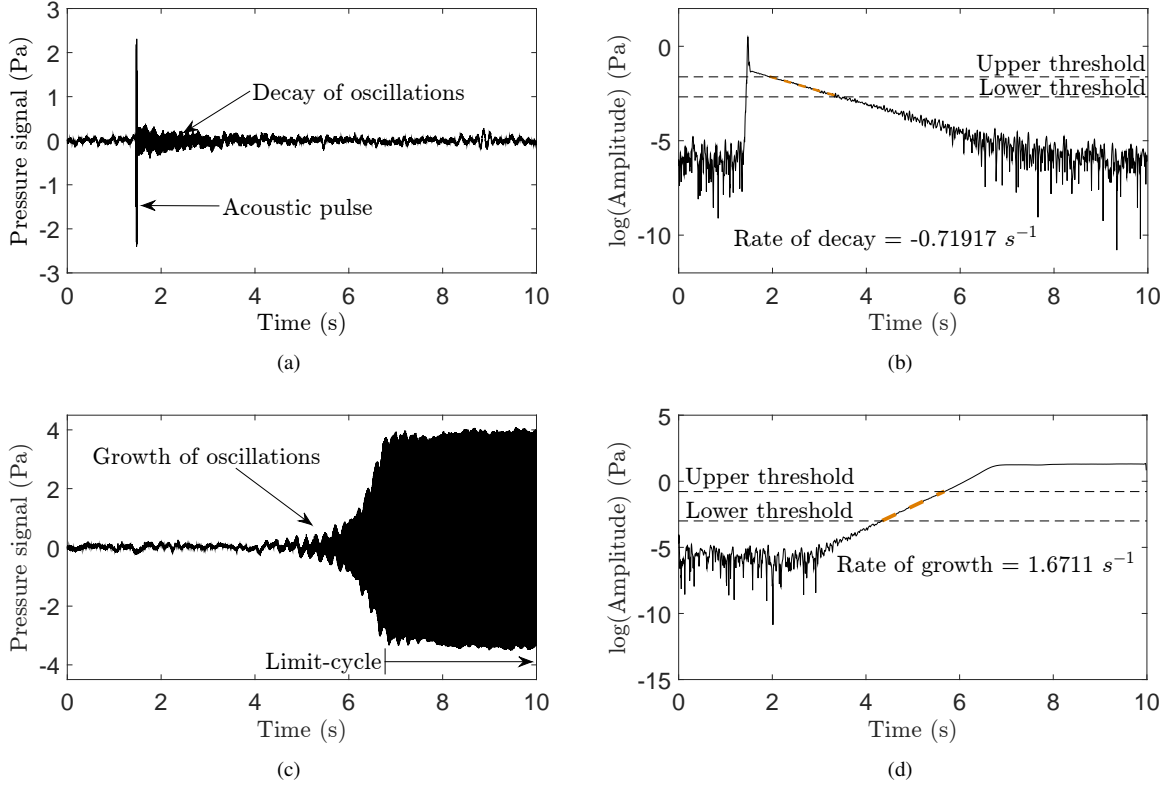 3
2
1
0
-1
-2
-3
Pressure signal (Pa)
Decay of oscillations
Acoustic pulse
0 2 4 6 8 10
Time (s)
(a)
0
-5
-10
log(Amplitude) (Pa)
Upper threshold
Lower threshold
Rate of decay = -0.71917 s⁻¹
0 2 4 6 8 10
Time (s)
(b)
4
2
0
-2
-4
Pressure signal (Pa)
Growth of oscillations
Limit-cycle
0 2 4 6 8 10
Time (s)
(c)
5
0
-5
-10
-15
log(Amplitude) (Pa)
Upper threshold
Lower threshold
Rate of growth = 1.6711 s⁻¹
0 2 4 6 8 10
Time (s)
(d)